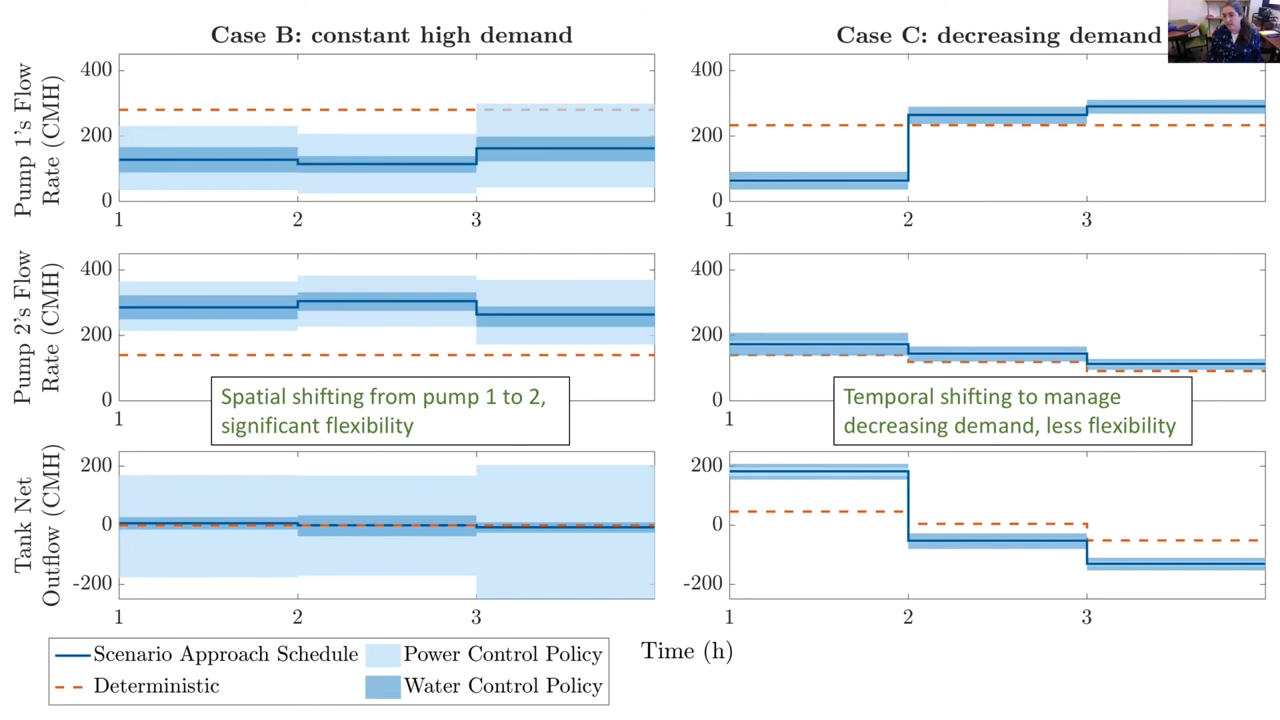 Case B: constant high demand
Case C: decreasing demand
Pump 1's Flow
Rate (CMH)
400
200
0
1
2
3
400
200
0
1
2
3
Pump 2's Flow
Rate (CMH)
400
200
0
1
400
200
0
1
Spatial shifting from pump 1 to 2,
significant flexibility
Temporal shifting to manage
decreasing demand, less flexibility
Tank Net
Outflow (CMH)
200
0
-200
1
2
3
200
0
-200
1
2
3
Time (h)
Scenario Approach Schedule
Power Control Policy
Deterministic
Water Control Policy